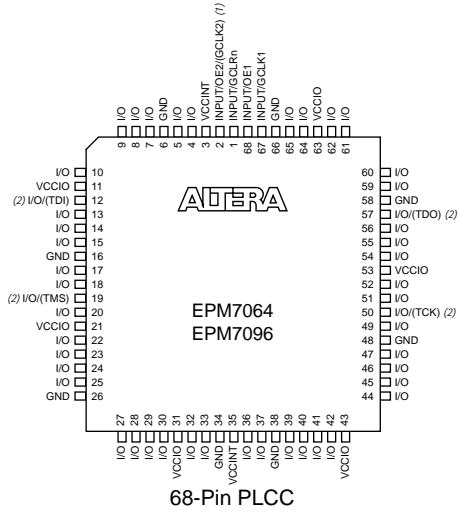 I/O 9
I/O 8
I/O 7
GND 6
I/O 5
I/O 4
VCCINT 3
INPUT/OE2/(GCLK2) (1) 2
INPUT/GCLRn 1
INPUT/OE1 68
INPUT/GCLK1 67
GND 66
I/O 65
I/O 64
VCCIO 63
I/O 62
I/O 61
I/O 10
VCCIO 11
(2) I/O/(TDI) 12
I/O 13
I/O 14
I/O 15
GND 16
I/O 17
I/O 18
(2) I/O/(TMS) 19
I/O 20
VCCIO 21
I/O 22
I/O 23
I/O 24
I/O 25
GND 26
ALTERA
EPM7064
EPM7096
60 I/O
59 I/O
58 GND
57 I/O/(TDO) (2)
56 I/O
55 I/O
54 I/O
53 VCCIO
52 I/O
51 I/O
50 I/O/(TCK) (2)
49 I/O
48 GND
47 I/O
46 I/O
45 I/O
44 I/O
I/O 27
I/O 28
I/O 29
I/O 30
VCCIO 31
I/O 32
I/O 33
GND 34
VCCINT 35
I/O 36
I/O 37
GND 38
I/O 39
I/O 40
I/O 41
I/O 42
VCCIO 43
68-Pin PLCC